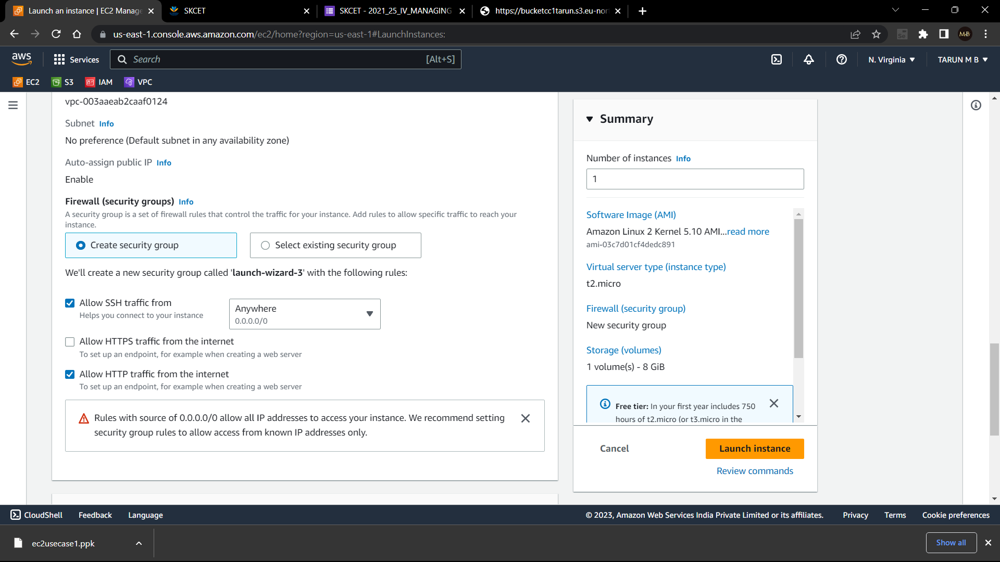 Launch an instance | EC2 Manage
SKCET
SKCET - 2021_25_IV_MANAGING
https://bucketcc1tarun.s3.eu-nor
us-east-1.console.aws.amazon.com/ec2/home?region=us-east-1#LaunchInstances:
Se
M&B
aws
Services
Search
[Alt+S]
N. Virginia
TARUN M B
EC2
S3
IAM
VPC
vpc-003aaeab2caaf0124
Subnet Info
No preference (Default subnet in any availability zone)
Auto-assign public IP Info
Enable
Firewall (security groups) Info
A security group is a set of firewall rules that control the traffic for your instance. Add rules to allow specific traffic to reach your
instance.
Create security group
Select existing security group
We'll create a new security group called 'launch-wizard-3' with the following rules:
Allow SSH traffic from
Helps you connect to your instance
Anywhere
0.0.0.0/0
Allow HTTPS traffic from the internet
To set up an endpoint, for example when creating a web server
Allow HTTP traffic from the internet
To set up an endpoint, for example when creating a web server
Rules with source of 0.0.0.0/0 allow all IP addresses to access your instance. We recommend setting
security group rules to allow access from known IP addresses only.
Summary
Number of instances Info
1
Software Image (AMI)
Amazon Linux 2 Kernel 5.10 AMI...read more
ami-03c7d01cf4dedc891
Virtual server type (instance type)
t2.micro
Firewall (security group)
New security group
Storage (volumes)
1 volume(s) - 8 GiB
Free tier: In your first year includes 750
hours of t2.micro (or t3.micro in the
Cancel
Launch instance
Review commands
CloudShell
Feedback
Language
© 2023, Amazon Web Services India Private Limited or its affiliates.
Privacy
Terms
Cookie preferences
ec2usecase1.ppk
Show all